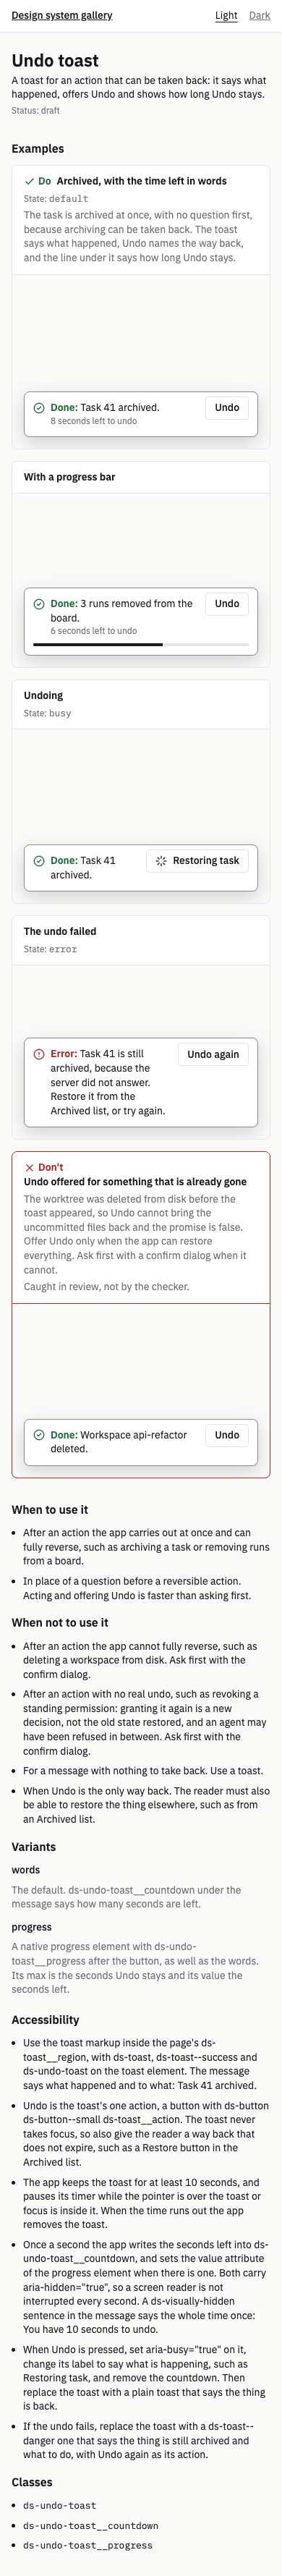 Design system gallery
Light Dark
Undo toast
A toast for an action that can be taken back: it says what
happened, offers Undo and shows how long Undo stays.
Status: draft
Examples
Do Archived, with the time left in words
State: default
The task is archived at once, with no question first,
because archiving can be taken back. The toast
says what happened, Undo names the way back,
and the line under it says how long Undo stays.
Done: Task 41 archived.
8 seconds left to undo
Undo
With a progress bar
Done: 3 runs removed from the
board.
6 seconds left to undo
Undo
Undoing
State: busy
Done: Task 41
archived.
Restoring task
The undo failed
State: error
Error: Task 41 is still
archived, because the
server did not answer.
Restore it from the
Archived list, or try again.
Undo again
Don't
Undo offered for something that is already gone
The worktree was deleted from disk before the
toast appeared, so Undo cannot bring the
uncommitted files back and the promise is false.
Offer Undo only when the app can restore
everything. Ask first with a confirm dialog when it
cannot.
Caught in review, not by the checker.
Done: Workspace api-refactor
deleted.
Undo
When to use it
After an action the app carries out at once and can
fully reverse, such as archiving a task or removing runs
from a board.
In place of a question before a reversible action.
Acting and offering Undo is faster than asking first.
When not to use it
After an action the app cannot fully reverse, such as
deleting a workspace from disk. Ask first with the
confirm dialog.
After an action with no real undo, such as revoking a
standing permission: granting it again is a new
decision, not the old state restored, and an agent may
have been refused in between. Ask first with the
confirm dialog.
For a message with nothing to take back. Use a toast.
When Undo is the only way back. The reader must also
be able to restore the thing elsewhere, such as from
an Archived list.
Variants
words
The default. ds-undo-toast__countdown under the
message says how many seconds are left.
progress
A native progress element with ds-undo-
toast__progress after the button, as well as the words.
Its max is the seconds Undo stays and its value the
seconds left.
Accessibility
Use the toast markup inside the page's ds-
toast__region, with ds-toast, ds-toast--success and
ds-undo-toast on the toast element. The message
says what happened and to what: Task 41 archived.
Undo is the toast's one action, a button with ds-button
ds-button--small ds-toast__action. The toast never
takes focus, so also give the reader a way back that
does not expire, such as a Restore button in the
Archived list.
The app keeps the toast for at least 10 seconds, and
pauses its timer while the pointer is over the toast or
focus is inside it. When the time runs out the app
removes the toast.
Once a second the app writes the seconds left into ds-
undo-toast__countdown, and sets the value attribute
of the progress element when there is one. Both carry
aria-hidden="true", so a screen reader is not
interrupted every second. A ds-visually-hidden
sentence in the message says the whole time once:
You have 10 seconds to undo.
When Undo is pressed, set aria-busy="true" on it,
change its label to say what is happening, such as
Restoring task, and remove the countdown. Then
replace the toast with a plain toast that says the thing
is back.
If the undo fails, replace the toast with a ds-toast--
danger one that says the thing is still archived and
what to do, with Undo again as its action.
Classes
ds-undo-toast
ds-undo-toast__countdown
ds-undo-toast__progress